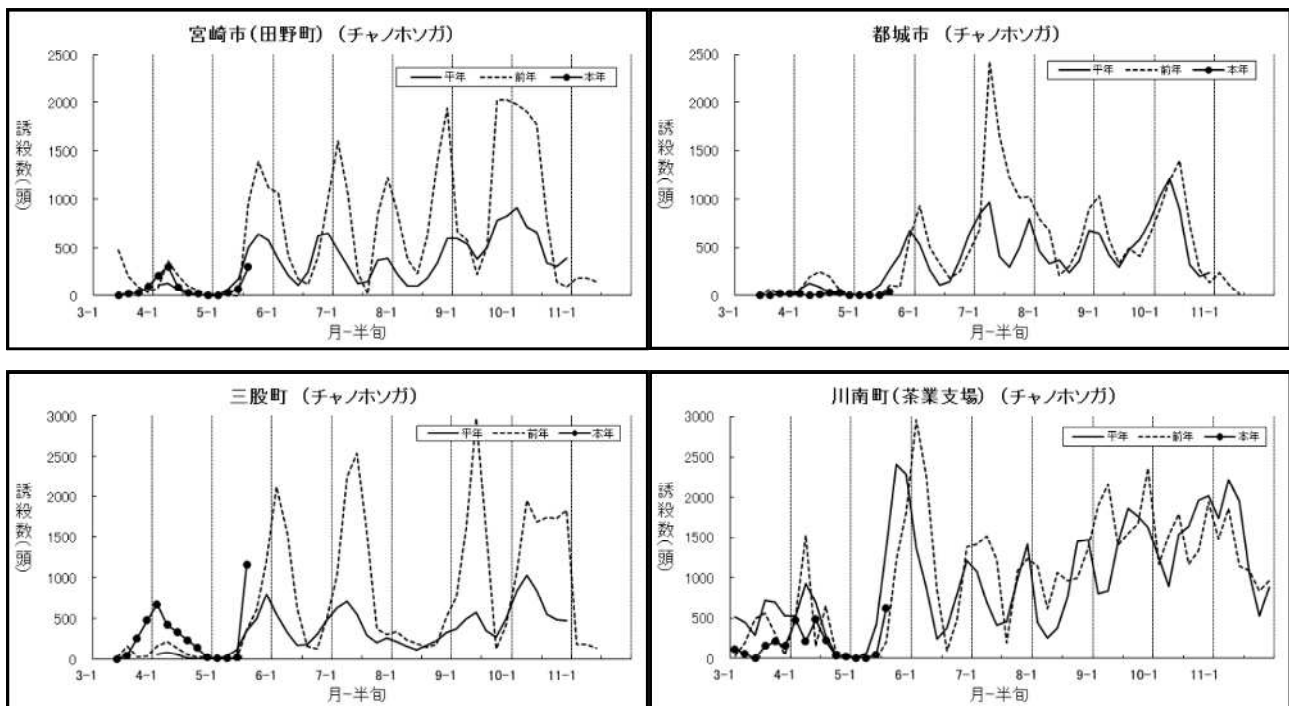 宮崎市(田野町) (チャノホソガ)
平年 前年 本年
誘殺数(頭)
2500
2000
1500
1000
500
0
3-1 4-1 5-1 6-1 7-1 8-1 9-1 10-1 11-1
月-半旬
都城市 (チャノホソガ)
平年 前年 本年
誘殺数(頭)
2500
2000
1500
1000
500
0
3-1 4-1 5-1 6-1 7-1 8-1 9-1 10-1 11-1
月-半旬
三股町 (チャノホソガ)
平年 前年 本年
誘殺数(頭)
3000
2500
2000
1500
1000
500
0
3-1 4-1 5-1 6-1 7-1 8-1 9-1 10-1 11-1
月-半旬
川南町(茶業支場) (チャノホソガ)
平年 前年 本年
誘殺数(頭)
3000
2500
2000
1500
1000
500
0
3-1 4-1 5-1 6-1 7-1 8-1 9-1 10-1 11-1
月-半旬